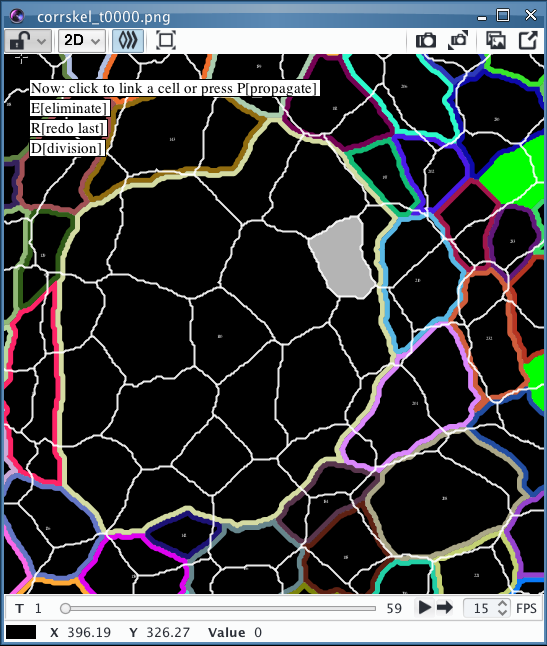 corrskel_t0000.png
2D
Now: click to link a cell or press P[propagate]
E[eliminate]
R[redo last]
D[division]
T 1 59 15 FPS
X 396.19 Y 326.27 Value 0